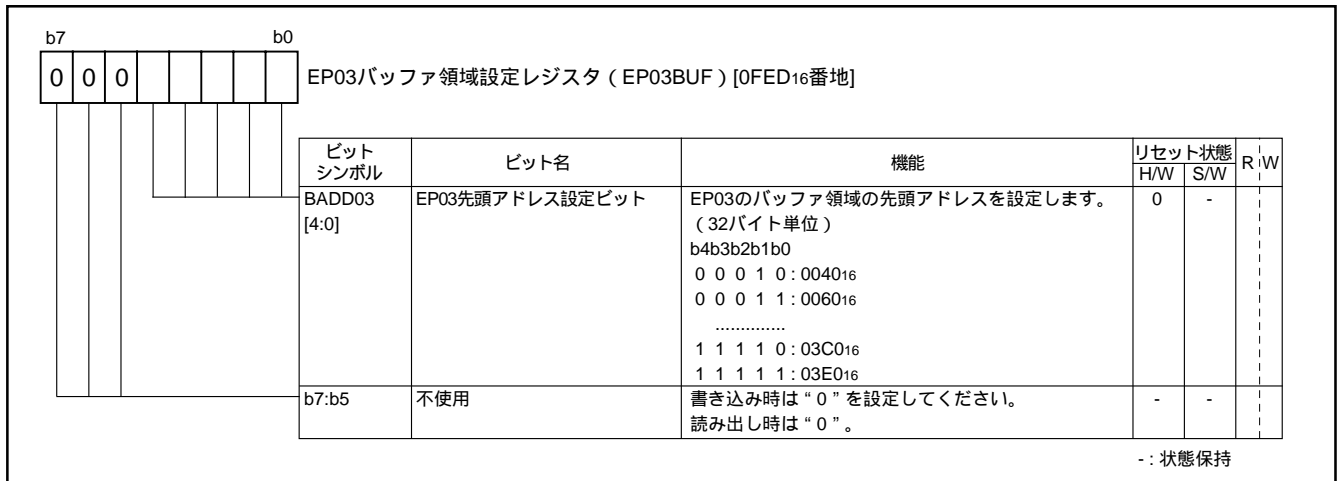 b7 b0
0 0 0 EP03バッファ領域設定レジスタ（EP03BUF）[0FED16番地]
ビットシンボル ビット名 機能 リセット状態 R W
H/W S/W
BADD03 EP03先頭アドレス設定ビット EP03のバッファ領域の先頭アドレスを設定します。 0 -
[4:0] （32バイト単位）
b4b3b2b1b0
0 0 0 1 0 : 004016
0 0 0 1 1 : 006016
..............
1 1 1 1 0 : 03C016
1 1 1 1 1 : 03E016
b7:b5 不使用 書き込み時は“0”を設定してください。 - -
読み出し時は“0”。
- : 状態保持